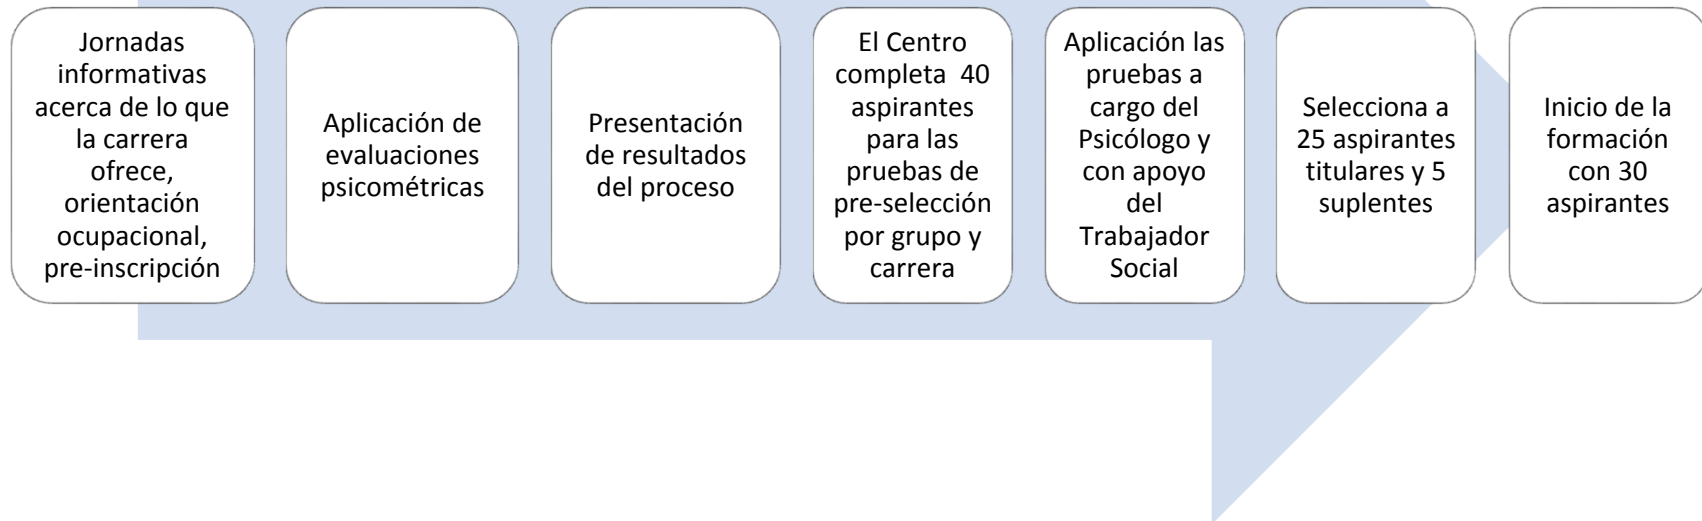 Jornadas
informativas
acerca de lo que
la carrera
ofrece,
orientación
ocupacional,
pre-inscripción
Aplicación de
evaluaciones
psicométricas
Presentación
de resultados
del proceso
El Centro
completa 40
aspirantes
para las
pruebas de
pre-selección
por grupo y
carrera
Aplicación las
pruebas a
cargo del
Psicólogo y
con apoyo
del
Trabajador
Social
Selecciona a
25 aspirantes
titulares y 5
suplentes
Inicio de la
formación
con 30
aspirantes